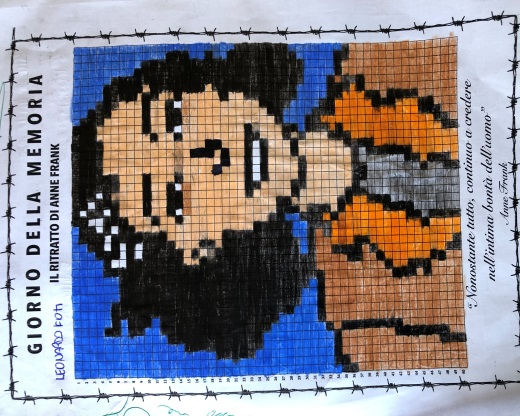 GIORNO DELLA MEMORIA
IL RITRATTO DI ANNE FRANK
LEONARDO FOTI
“Nonostante tutto, continuo a credere
nell'intima bontà dell'uomo”
Anne Frank